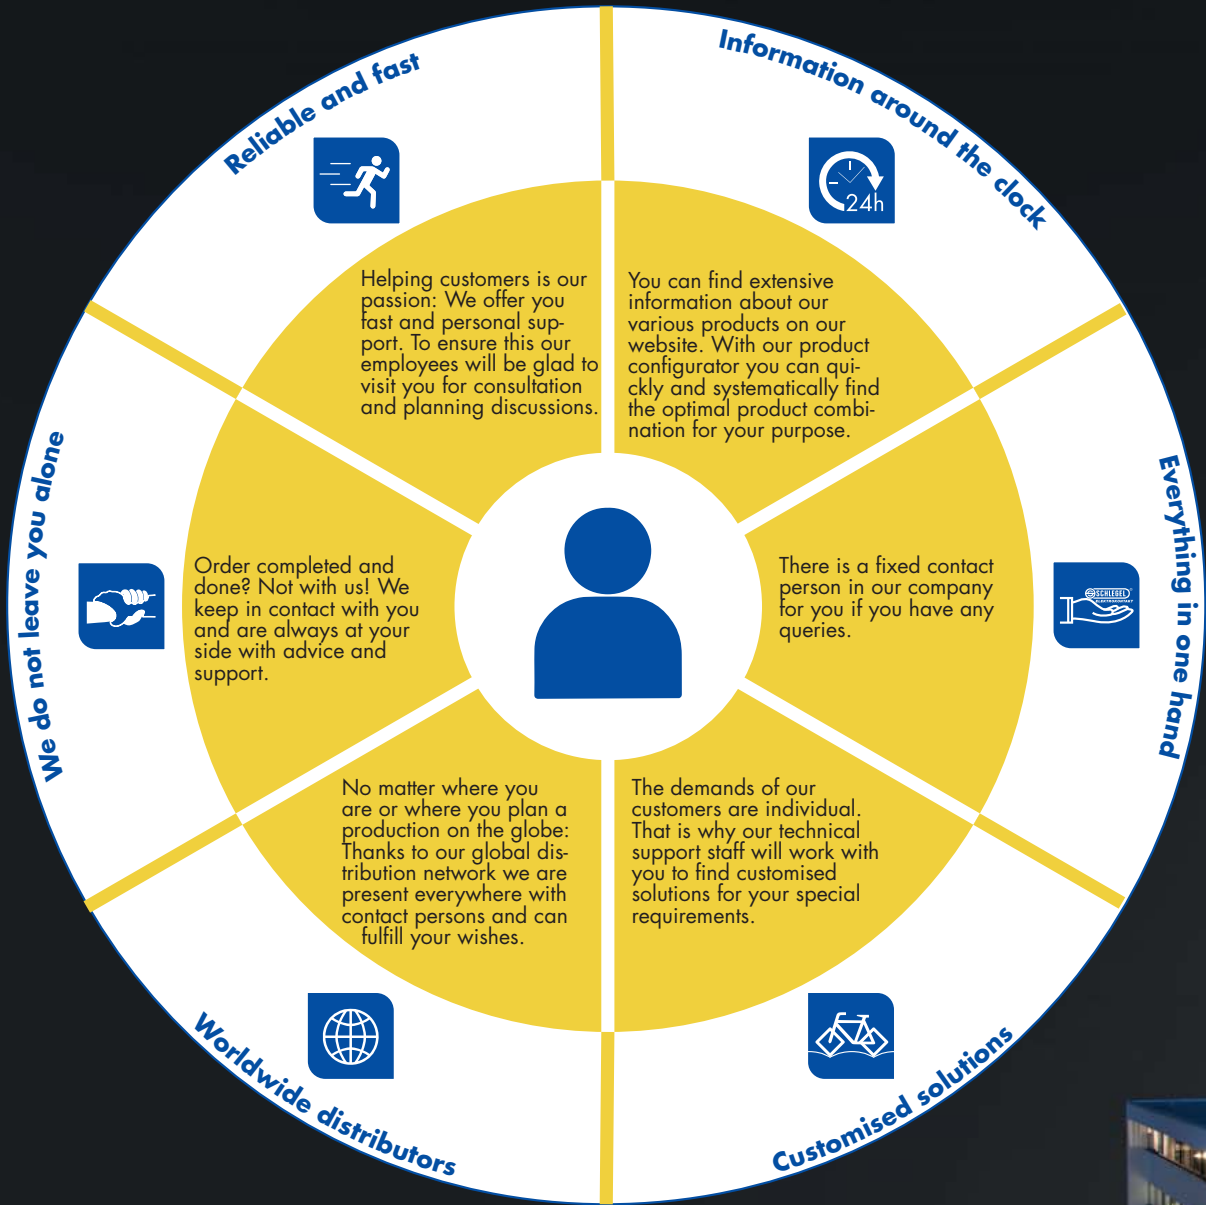 Reliable and fast
Helping customers is our
passion: We offer you
fast and personal sup-
port. To ensure this our
employees will be glad to
visit you for consultation
and planning discussions.
Information around the clock
24h
You can find extensive
information about our
various products on our
website. With our product
configurator you can qui-
ckly and systematically find
the optimal product combi-
nation for your purpose.
Everything in one hand
SCHLEGEL
ELEKTROKONTAKT
There is a fixed contact
person in our company
for you if you have any
queries.
Customised solutions
The demands of our
customers are individual.
That is why our technical
support staff will work with
you to find customised
solutions for your special
requirements.
Worldwide distributors
No matter where you
are or where you plan a
production on the globe:
Thanks to our global dis-
tribution network we are
present everywhere with
contact persons and can
fulfill your wishes.
We do not leave you alone
Order completed and
done? Not with us! We
keep in contact with you
and are always at your
side with advice and
support.